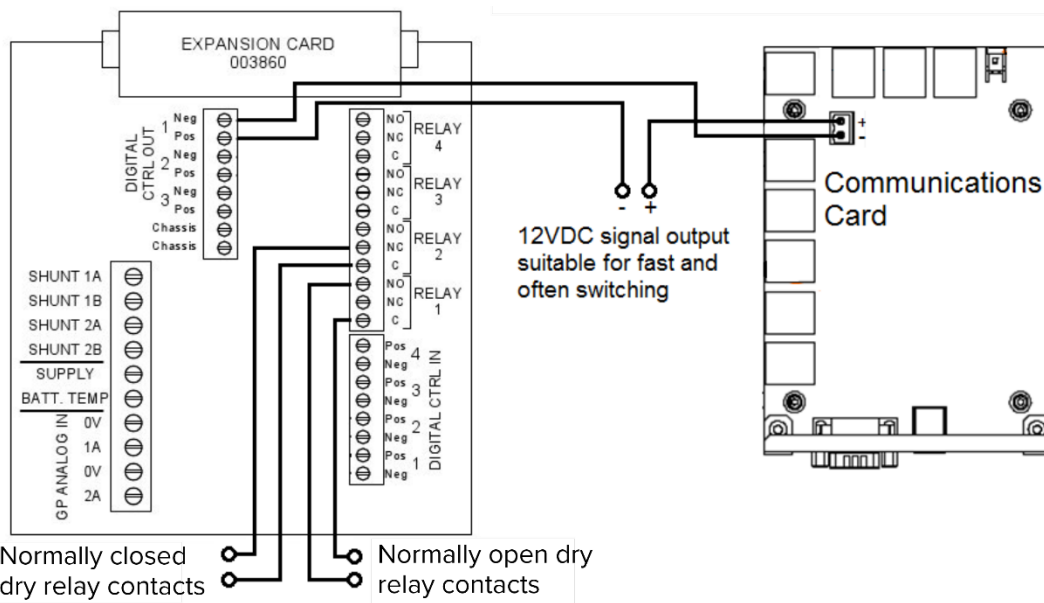 EXPANSION CARD
003860
DIGITAL
CTRL OUT
1
Neg
Pos
2
Neg
Pos
3
Neg
Pos
Chassis
Chassis
NO
NC
C
RELAY
4
NO
NC
C
RELAY
3
NO
NC
C
RELAY
2
NO
NC
C
RELAY
1
SHUNT 1A
SHUNT 1B
SHUNT 2A
SHUNT 2B
SUPPLY
BATT. TEMP
GP ANALOG IN
0V
1A
0V
2A
Pos
Neg
4
Pos
Neg
3
Pos
Neg
2
Pos
Neg
1
DIGITAL CTRL IN
- +
12VDC signal output
suitable for fast and
often switching
+
-
Communications
Card
Normally closed
dry relay contacts
Normally open dry
relay contacts